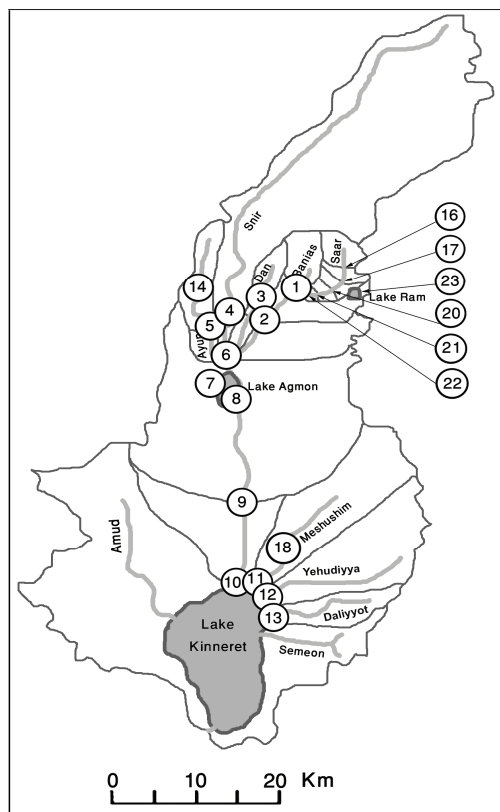 Snir
Saar
16
Banias
17
Dan
23
14
3
1
Lake Ram
4
2
20
5
21
6
22
7
Lake Agmon
8
9
Meshushim
Amud
18
Yehudiyya
10
11
12
Daliyyot
13
Lake
Kinneret
Semeon
0
10
20
Km